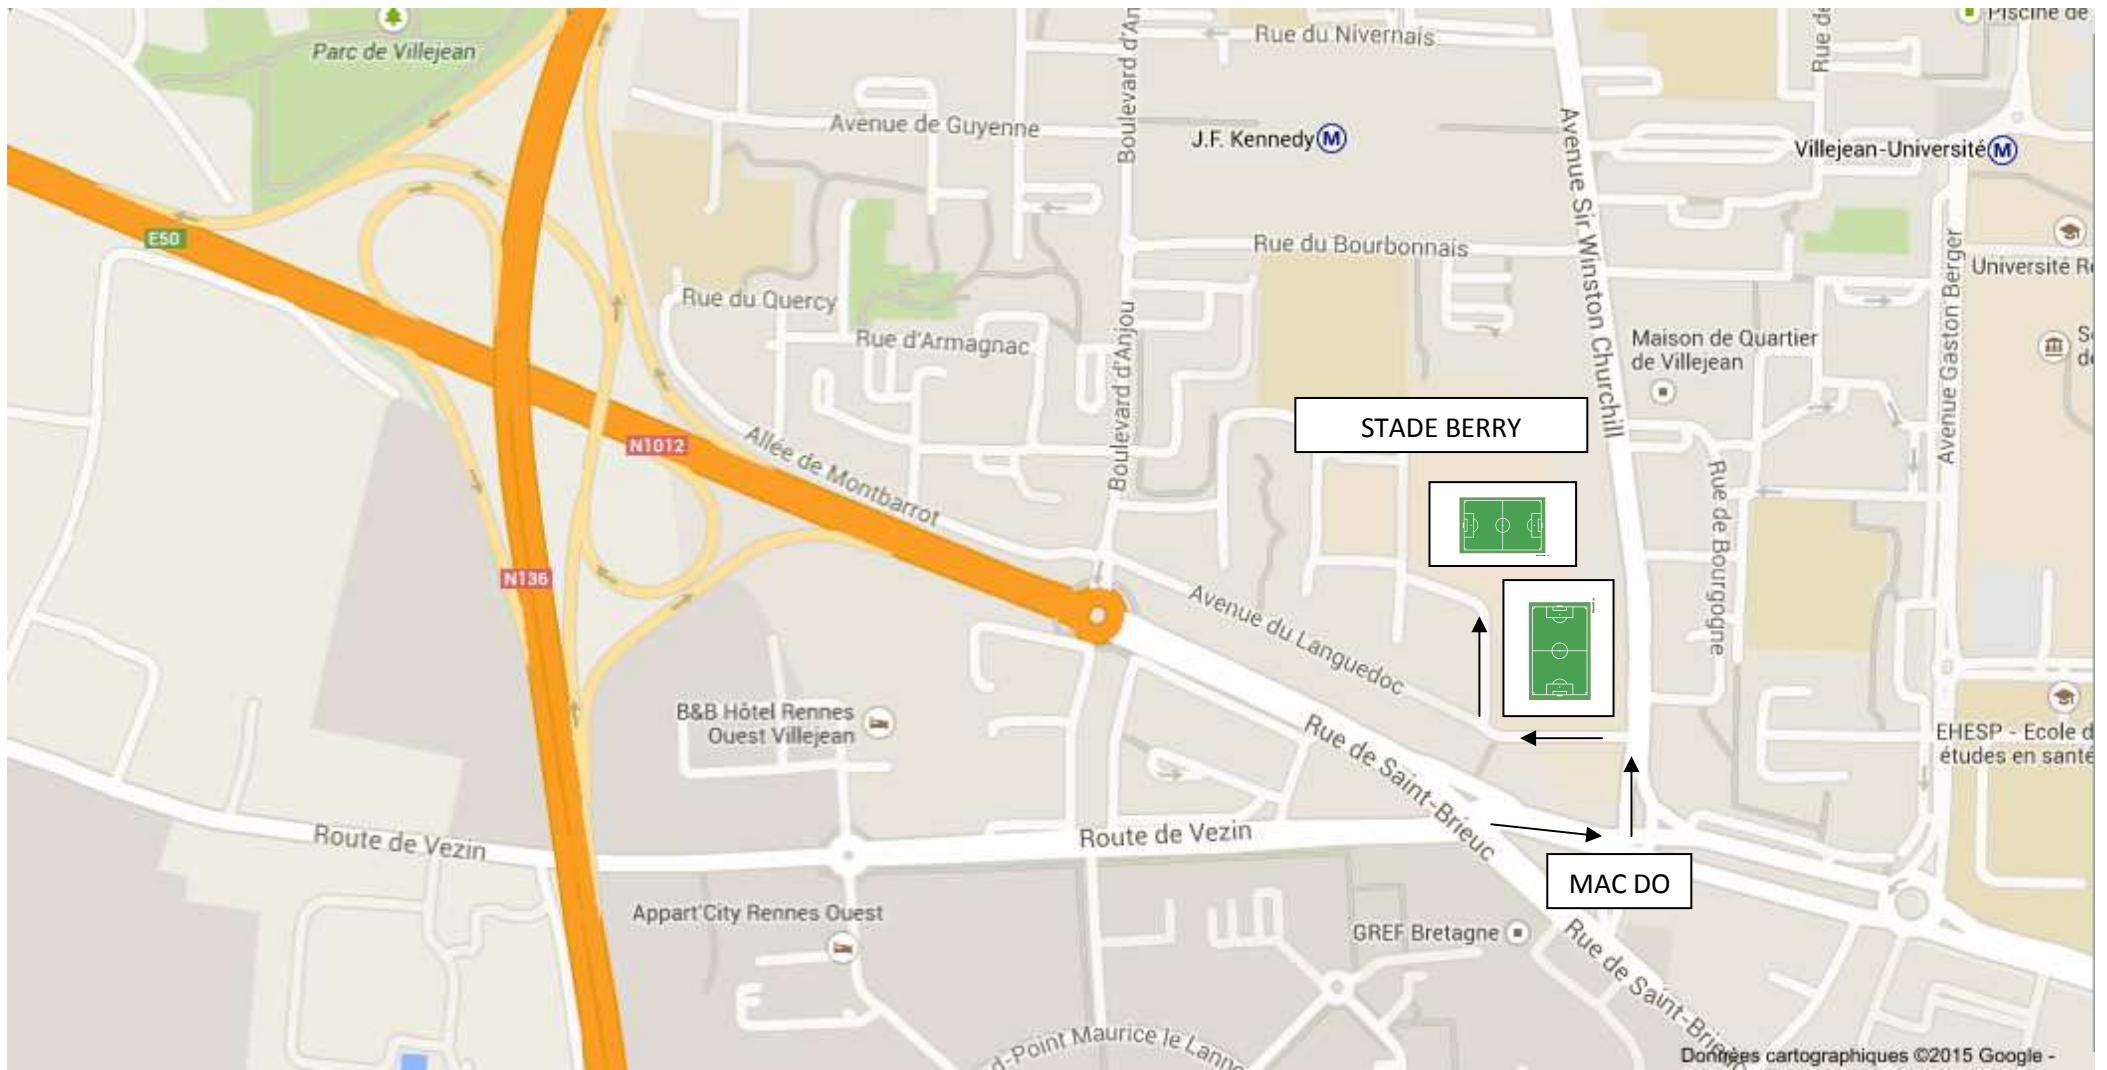 Parc de Villejean
Boulevard d'An
Rue du Nivernais
Rue de
Piscine de
Avenue de Guyenne
J.F. Kennedy
M
Avenue Sir Winston Churchill
Villejean-Université
M
E50
Rue du Bourbonnais
Université R
Rue du Quercy
Rue d'Armagnac
Boulevard d'Anjou
Maison de Quartier
de Villejean
Avenue Gaston Berger
STADE BERRY
N1012
Allée de Montbarrot
Rue de Bourgogne
N136
Avenue du Languedoc
B&B Hôtel Rennes
Ouest Villejean
Rue de Saint-Brieuc
EHESP - Ecole d
études en santé
Route de Vezin
Route de Vezin
MAC DO
Appart'City Rennes Ouest
GREF Bretagne
Rue de Saint-Brieu
d-Point Maurice le Lanno
Données cartographiques ©2015 Google -